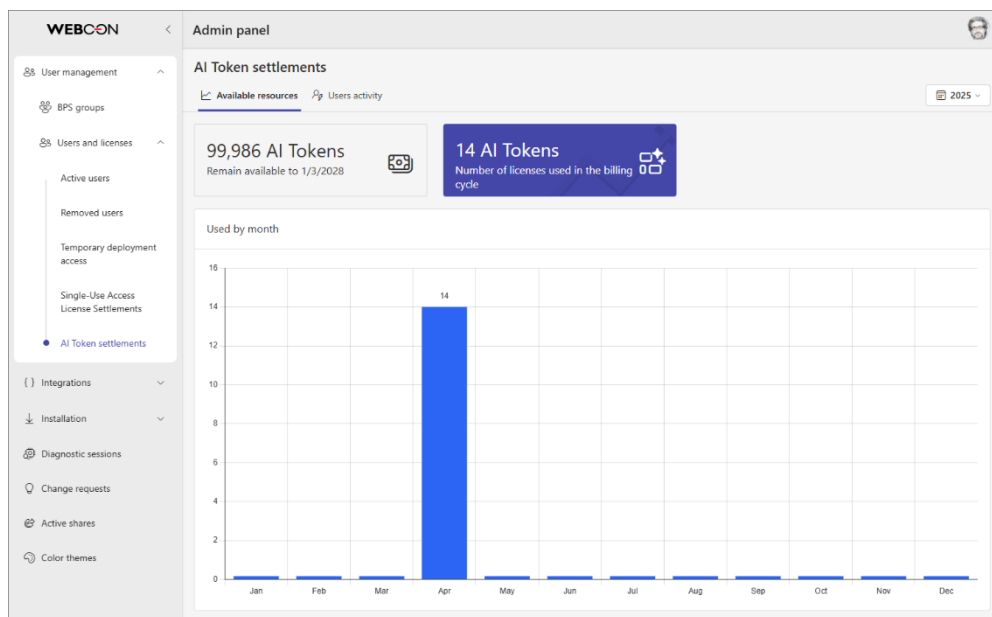 WEBCON
Admin panel
User management
BPS groups
Users and licenses
Active users
Removed users
Temporary deployment
access
Single-Use Access
License Settlements
AI Token settlements
{ } Integrations
Installation
Diagnostic sessions
Change requests
Active shares
Color themes
AI Token settlements
Available resources
Users activity
2025
99,986 AI Tokens
Remain available to 1/3/2028
14 AI Tokens
Number of licenses used in the billing
cycle
Used by month
16
14
12
10
8
6
4
2
0
14
Jan Feb Mar Apr May Jun Jul Aug Sep Oct Nov Dec